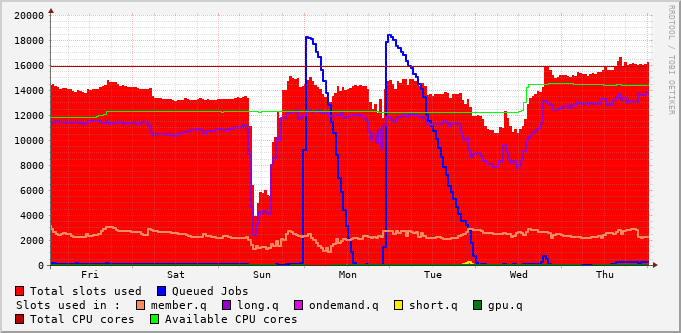 20000
18000
16000
14000
12000
10000
8000
6000
4000
2000
0
Fri Sat Sun Mon Tue Wed Thu
Total slots used Queued Jobs
Slots used in : member.q long.q ondemand.q short.q gpu.q
Total CPU cores Available CPU cores
RRDTOOL / TOBI OETIKER